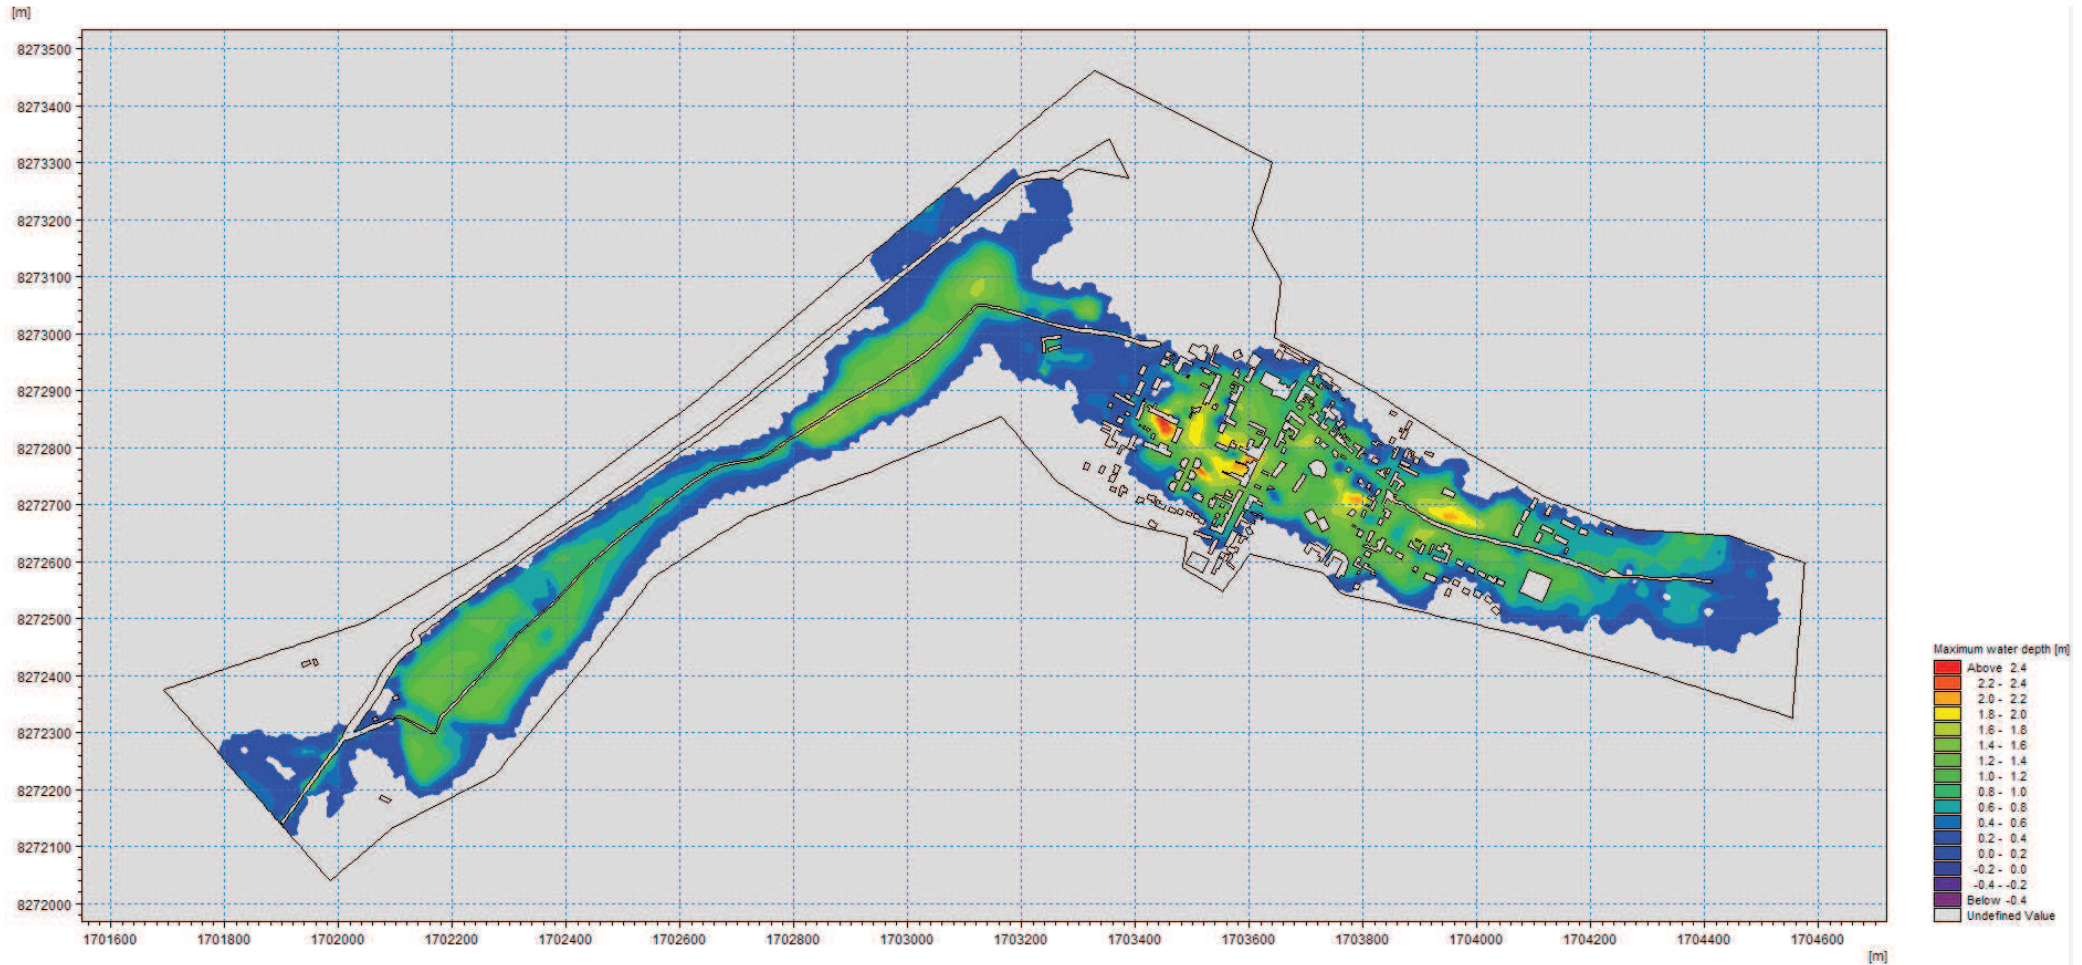 [m]
8273500
8273400
8273300
8273200
8273100
8273000
8272900
8272800
8272700
8272600
8272500
8272400
8272300
8272200
8272100
8272000
1701600 1701800 1702000 1702200 1702400 1702600 1702800 1703000 1703200 1703400 1703600 1703800 1704000 1704200 1704400 1704600
[m]
Maximum water depth [m]
Above 2.4
2.2 - 2.4
2.0 - 2.2
1.8 - 2.0
1.6 - 1.8
1.4 - 1.6
1.2 - 1.4
1.0 - 1.2
0.8 - 1.0
0.6 - 0.8
0.4 - 0.6
0.2 - 0.4
0.0 - 0.2
-0.2 - 0.0
-0.4 - -0.2
Below -0.4
Undefined Value